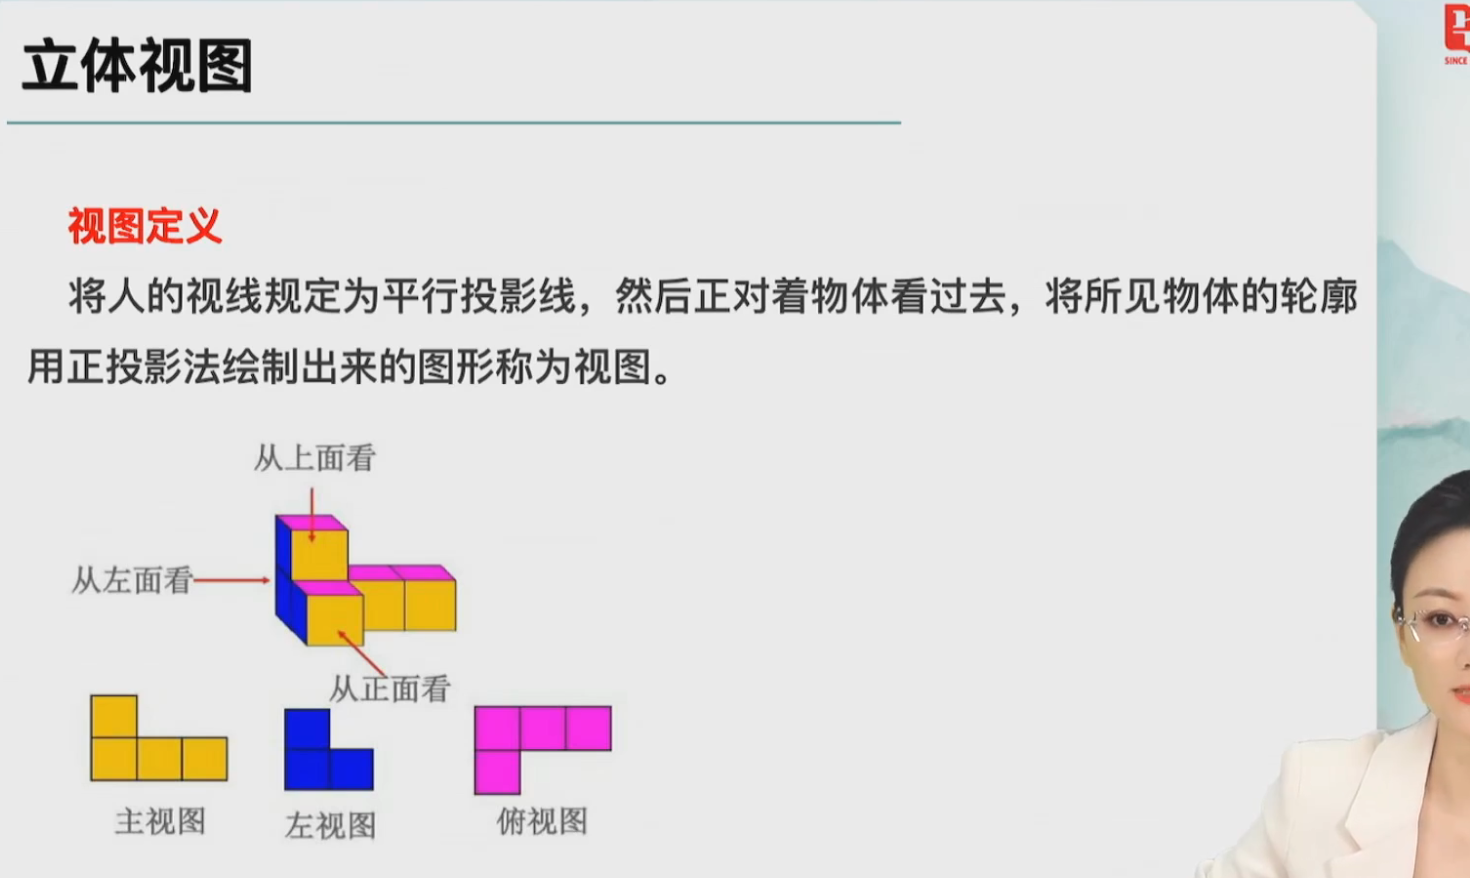 立体视图
SINCE
视图定义
将人的视线规定为平行投影线，然后正对着物体看过去，将所见物体的轮廓
用正投影法绘制出来的图形称为视图。
从上面看
从左面看
从正面看
主视图
左视图
俯视图